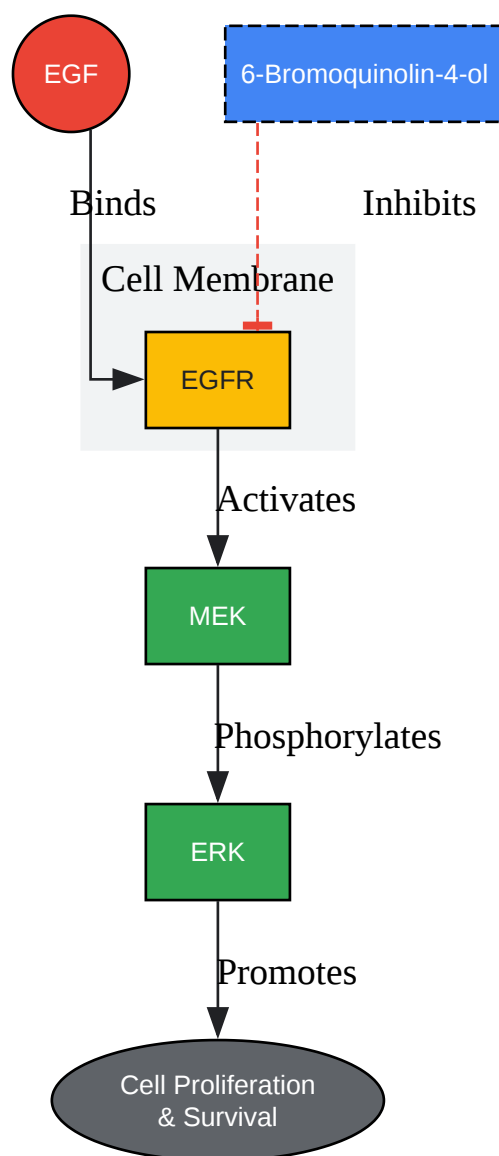 EGF
6-Bromoquinolin-4-ol
Binds
Inhibits
Cell Membrane
EGFR
Activates
MEK
Phosphorylates
ERK
Promotes
Cell Proliferation
& Survival